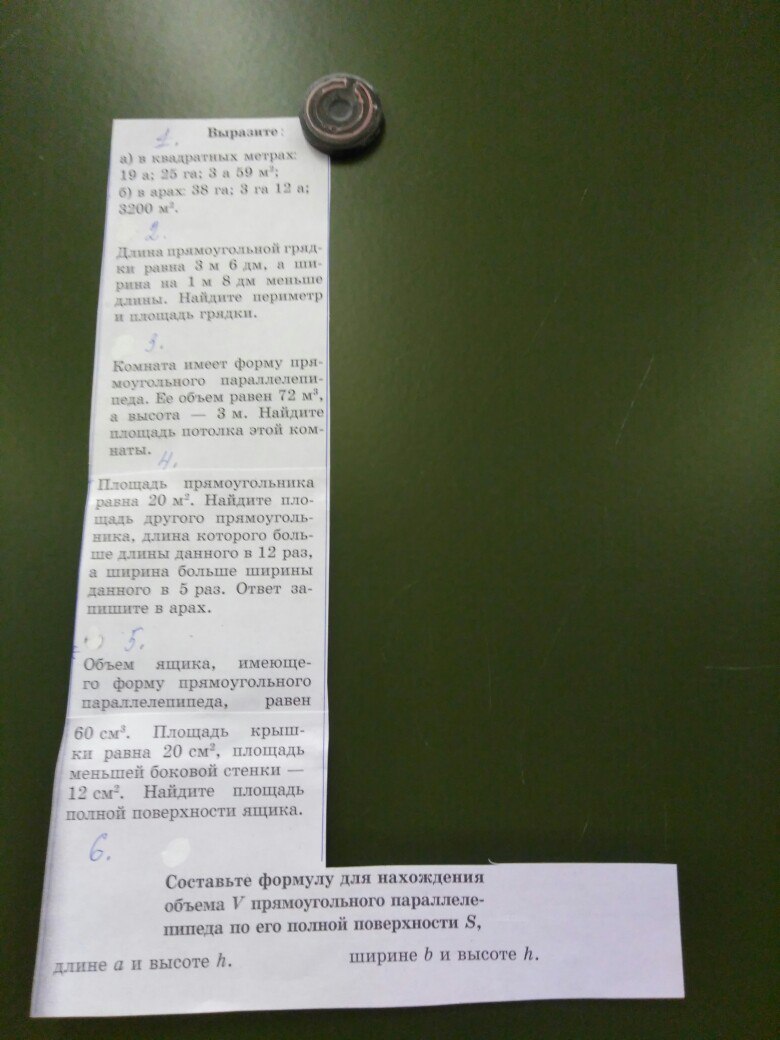 1.
Выразите:
а) в квадратных метрах:
19 а; 25 га; 3 а 59 м²;
б) в арах: 38 га; 3 га 12 а;
3200 м².
2.
Длина прямоугольной гряд-
ки равна 3 м 6 дм, а ши-
рина на 1 м 8 дм меньше
длины. Найдите периметр
и площадь грядки.
3.
Комната имеет форму пря-
моугольного параллелепи-
педа. Ее объем равен 72 м³,
а высота — 3 м. Найдите
площадь потолка этой ком-
наты.
4.
Площадь прямоугольника
равна 20 м². Найдите пло-
щадь другого прямоуголь-
ника, длина которого боль-
ше длины данного в 12 раз,
а ширина больше ширины
данного в 5 раз. Ответ за-
пишите в арах.
5.
Объем ящика, имеюще-
го форму прямоугольного
параллелепипеда, равен
60 см³. Площадь крыш-
ки равна 20 см², площадь
меньшей боковой стенки —
12 см². Найдите площадь
полной поверхности ящика.
6.
Составьте формулу для нахождения
объема V прямоугольного параллеле-
пипеда по его полной поверхности S,
длине a и высоте h. ширине b и высоте h.